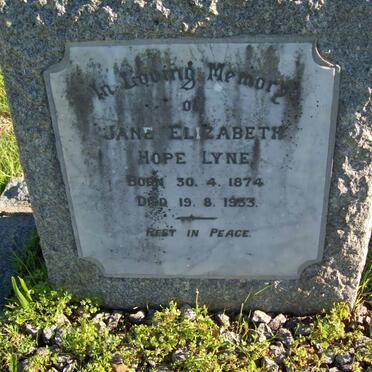 In Loving Memory
of
JANE ELIZABETH
HOPE LYNE
BORN 30. 4. 1874
DIED 19. 8. 1953.
REST IN PEACE.